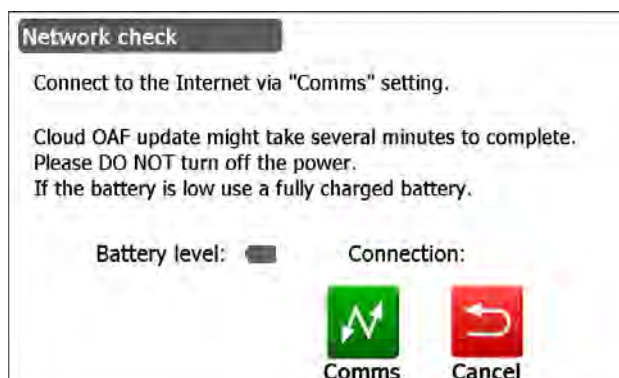 Network check
Connect to the Internet via "Comms" setting.
Cloud OAF update might take several minutes to complete.
Please DO NOT turn off the power.
If the battery is low use a fully charged battery.
Battery level: Connection:
Comms Cancel